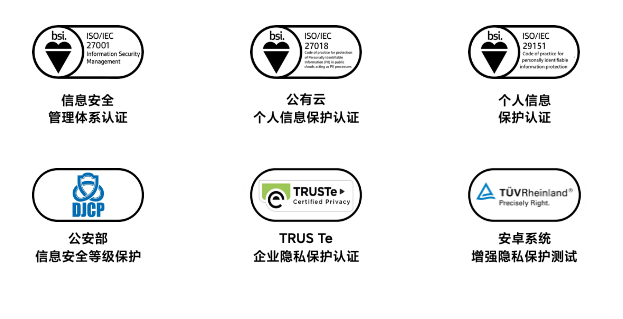 bsi.
ISO/IEC
27001
Information Security
Management
信息安全
管理体系认证
bsi.
ISO/IEC
27018
Code of practice for protection
of Personally Identifiable
Information (PII) in public
clouds acting as PII processors
公有云
个人信息保护认证
bsi.
ISO/IEC
29151
Code of practice for
personally identifiable
information protection
个人信息
保护认证
DJCP
公安部
信息安全等级保护
TRUSTe
Certified Privacy
TRUS Te
企业隐私保护认证
TÜVRheinland®
Precisely Right.
安卓系统
增强隐私保护测试